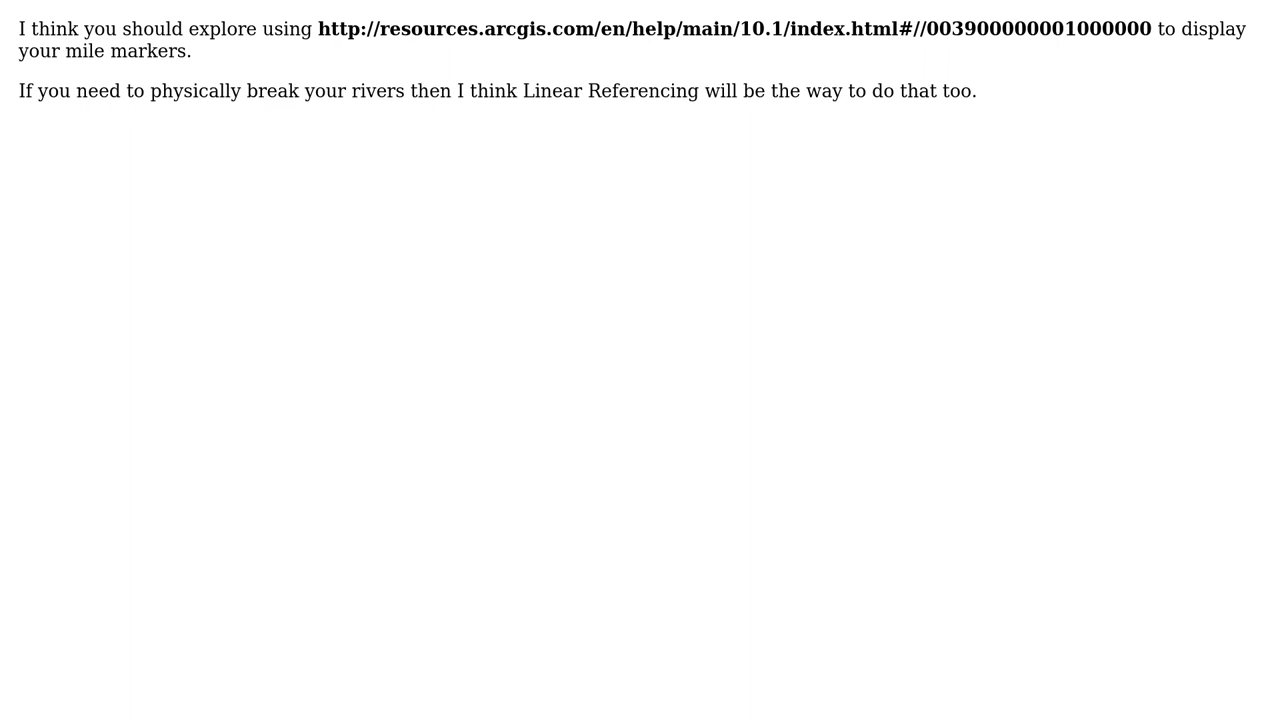 I think you should explore using http://resources.arcgis.com/en/help/main/10.1/index.html#//003900000001000000 to display
your mile markers.
If you need to physically break your rivers then I think Linear Referencing will be the way to do that too.